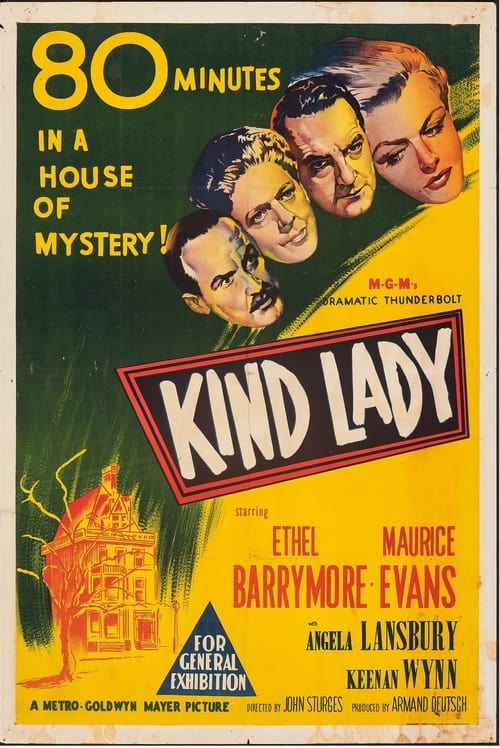 80 MINUTES
IN A
HOUSE
OF
MYSTERY!
M-G-M's
DRAMATIC THUNDERBOLT
KIND LADY
starring
ETHEL MAURICE
BARRYMORE · EVANS
with
ANGELA LANSBURY
KEENAN WYNN
FOR
GENERAL
EXHIBITION
A METRO-GOLDWYN MAYER PICTURE
DIRECTED BY JOHN STURGES PRODUCED BY ARMAND DEUTSCH